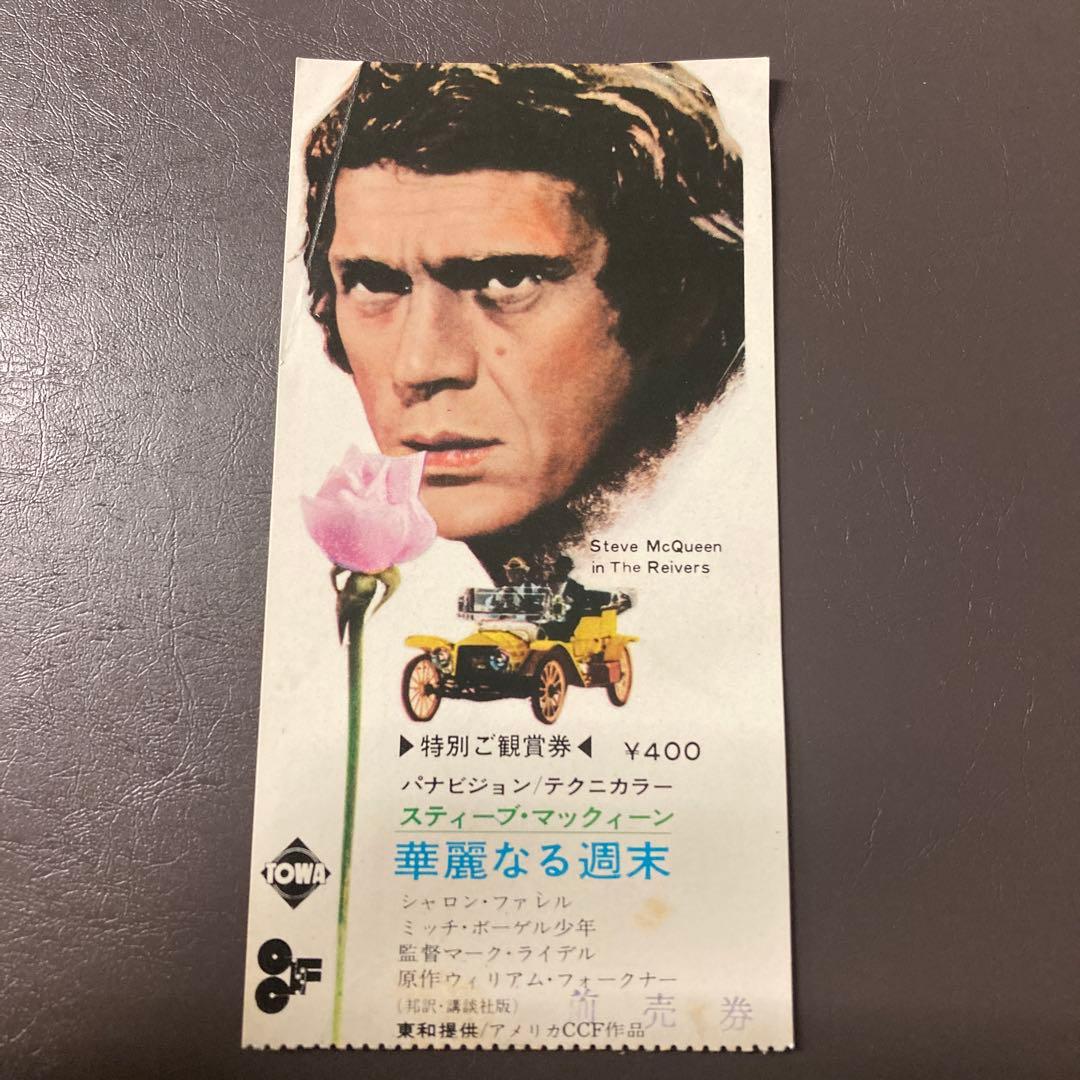 Steve McQueen
in The Reivers
▶特別ご観賞券◀ ¥400
パナビジョン/テクニカラー
スティーブ・マックィーン
華麗なる週末
シャロン・ファレル
ミッチ・ボーゲル少年
監督マーク・ライデル
原作ウィリアム・フォークナー
(邦訳・講談社版)
前売券
東和提供/アメリカCCF作品
TOWA